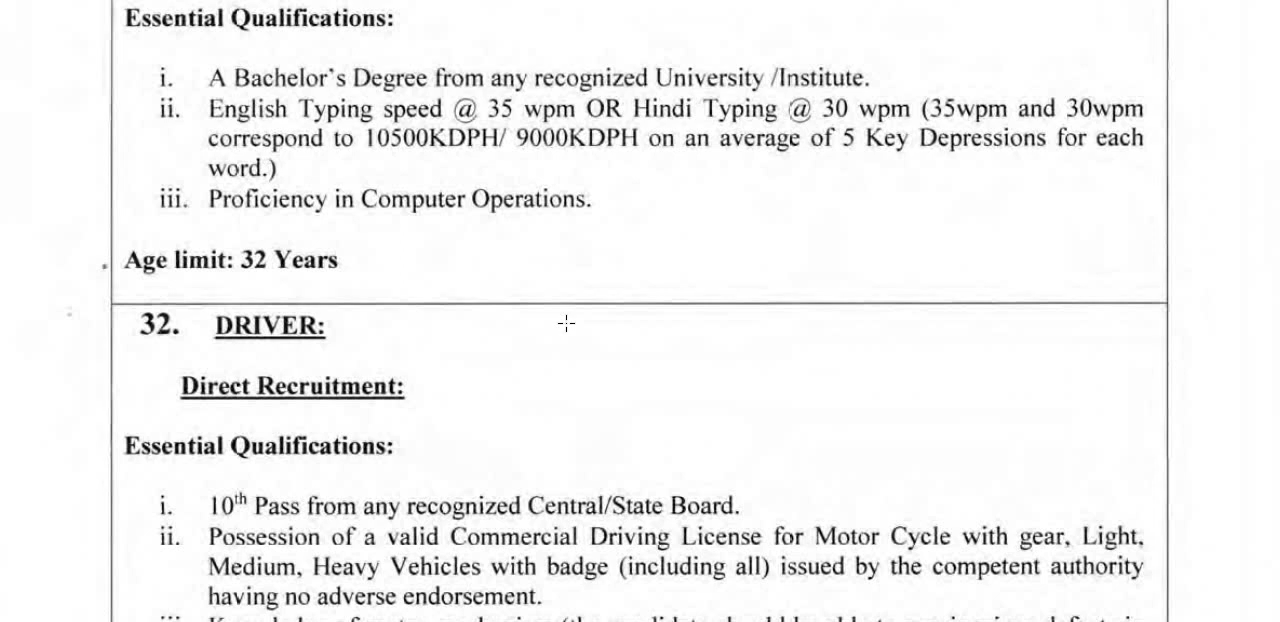 Essential Qualifications:
i. A Bachelor's Degree from any recognized University /Institute.
ii. English Typing speed @ 35 wpm OR Hindi Typing @ 30 wpm (35wpm and 30wpm
correspond to 10500KDPH/ 9000KDPH on an average of 5 Key Depressions for each
word.)
iii. Proficiency in Computer Operations.
Age limit: 32 Years
32. DRIVER:
Direct Recruitment:
Essential Qualifications:
i. 10th Pass from any recognized Central/State Board.
ii. Possession of a valid Commercial Driving License for Motor Cycle with gear, Light,
Medium, Heavy Vehicles with badge (including all) issued by the competent authority
having no adverse endorsement.